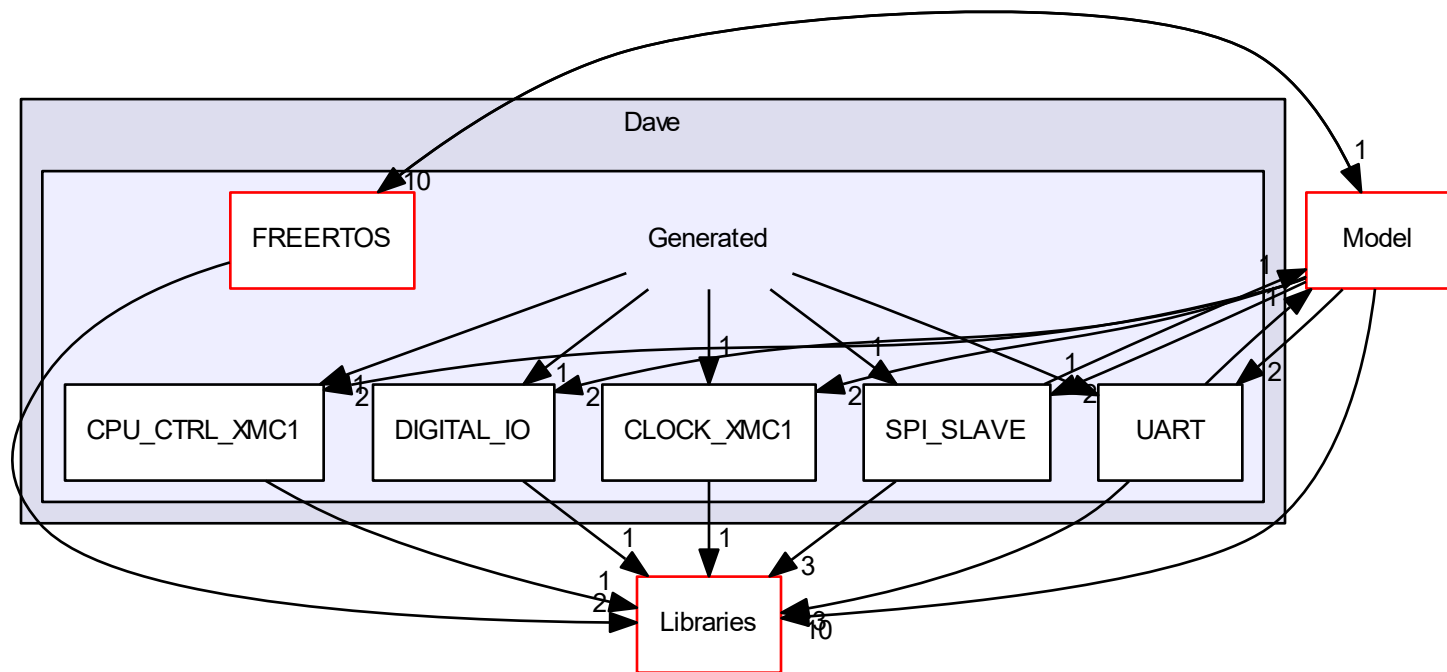 Dave
1
10
FREERTOS
Generated
Model
1
1
1
1
1
1
1
2
2
2
2
2
CPU_CTRL_XMC1
DIGITAL_IO
CLOCK_XMC1
SPI_SLAVE
UART
1
1
3
1
2
3
10
Libraries